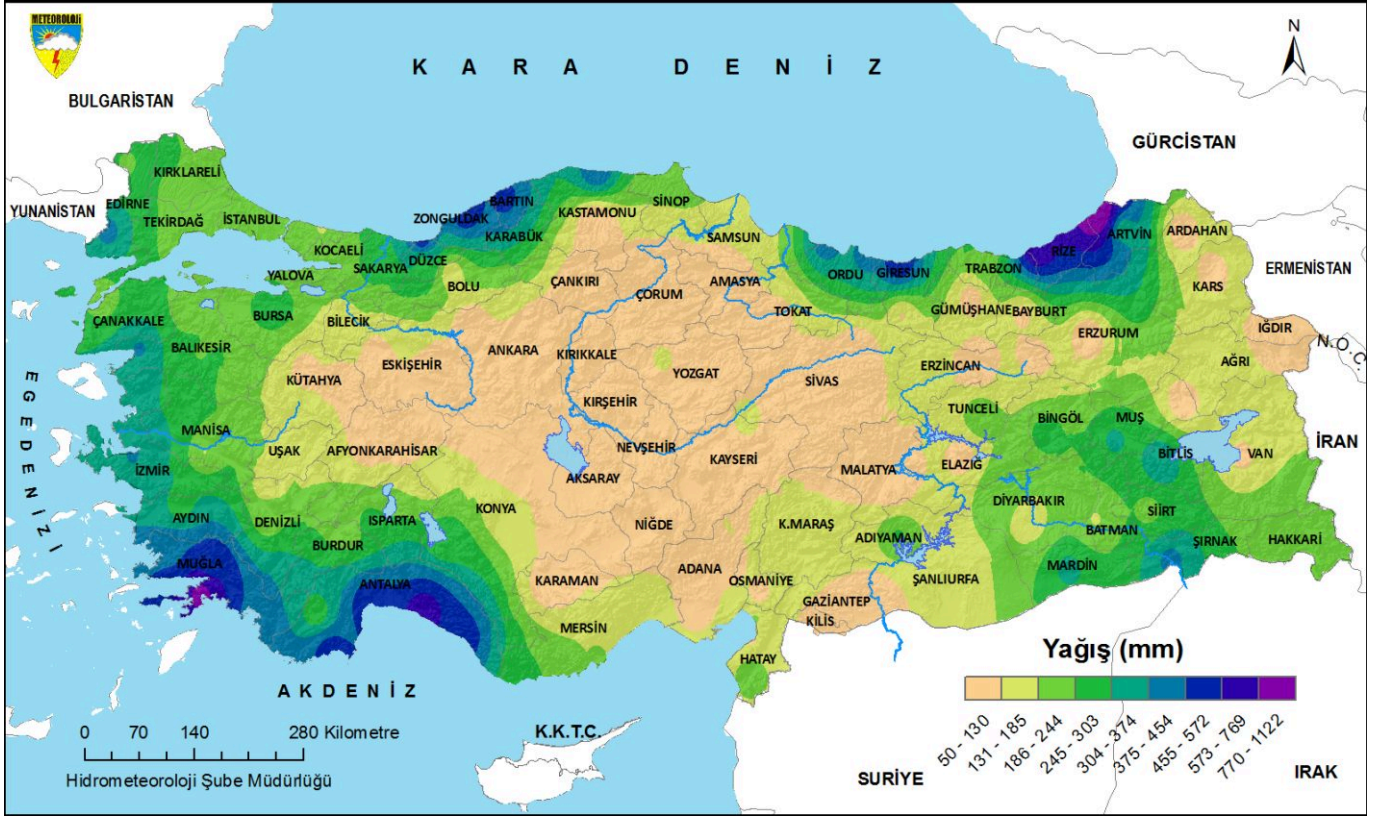 METEOROLOJİ
N
K A R A D E N İ Z
BULGARİSTAN
GÜRCİSTAN
YUNANİSTAN
ERMENİSTAN
N.Ö.C.
İRAN
E G E D E N İ Z İ
KIRKLARELİ
EDİRNE
TEKİRDAĞ
İSTANBUL
KOCAELİ
YALOVA
SAKARYA
DÜZCE
ZONGULDAK
BARTIN
KARABÜK
KASTAMONU
SİNOP
SAMSUN
BOLU
ÇANKIRI
ÇORUM
AMASYA
TOKAT
ORDU
GİRESUN
TRABZON
RİZE
ARTVİN
ARDAHAN
KARS
GÜMÜŞHANE
BAYBURT
ERZURUM
IĞDIR
AĞRI
ÇANAKKALE
BURSA
BİLECİK
BALIKESİR
KÜTAHYA
ESKİŞEHİR
ANKARA
KIRIKKALE
YOZGAT
SİVAS
ERZİNCAN
TUNCELİ
BİNGÖL
MUŞ
BİTLİS
VAN
KIRŞEHİR
MANİSA
UŞAK
AFYONKARAHİSAR
NEVŞEHİR
KAYSERİ
MALATYA
ELAZIĞ
İZMİR
AKSARAY
DİYARBAKIR
SİİRT
BATMAN
ŞIRNAK
HAKKARİ
AYDIN
DENİZLİ
ISPARTA
BURDUR
KONYA
NİĞDE
K.MARAŞ
ADIYAMAN
MARDİN
MUĞLA
ANTALYA
KARAMAN
ADANA
OSMANİYE
ŞANLIURFA
GAZİANTEP
KİLİS
MERSİN
HATAY
A K D E N İ Z
K.K.T.C.
SURİYE
IRAK
0 70 140 280 Kilometre
Hidrometeoroloji Şube Müdürlüğü
Yağış (mm)
50 - 130
131 - 185
186 - 244
245 - 303
304 - 374
375 - 454
455 - 572
573 - 769
770 - 1122